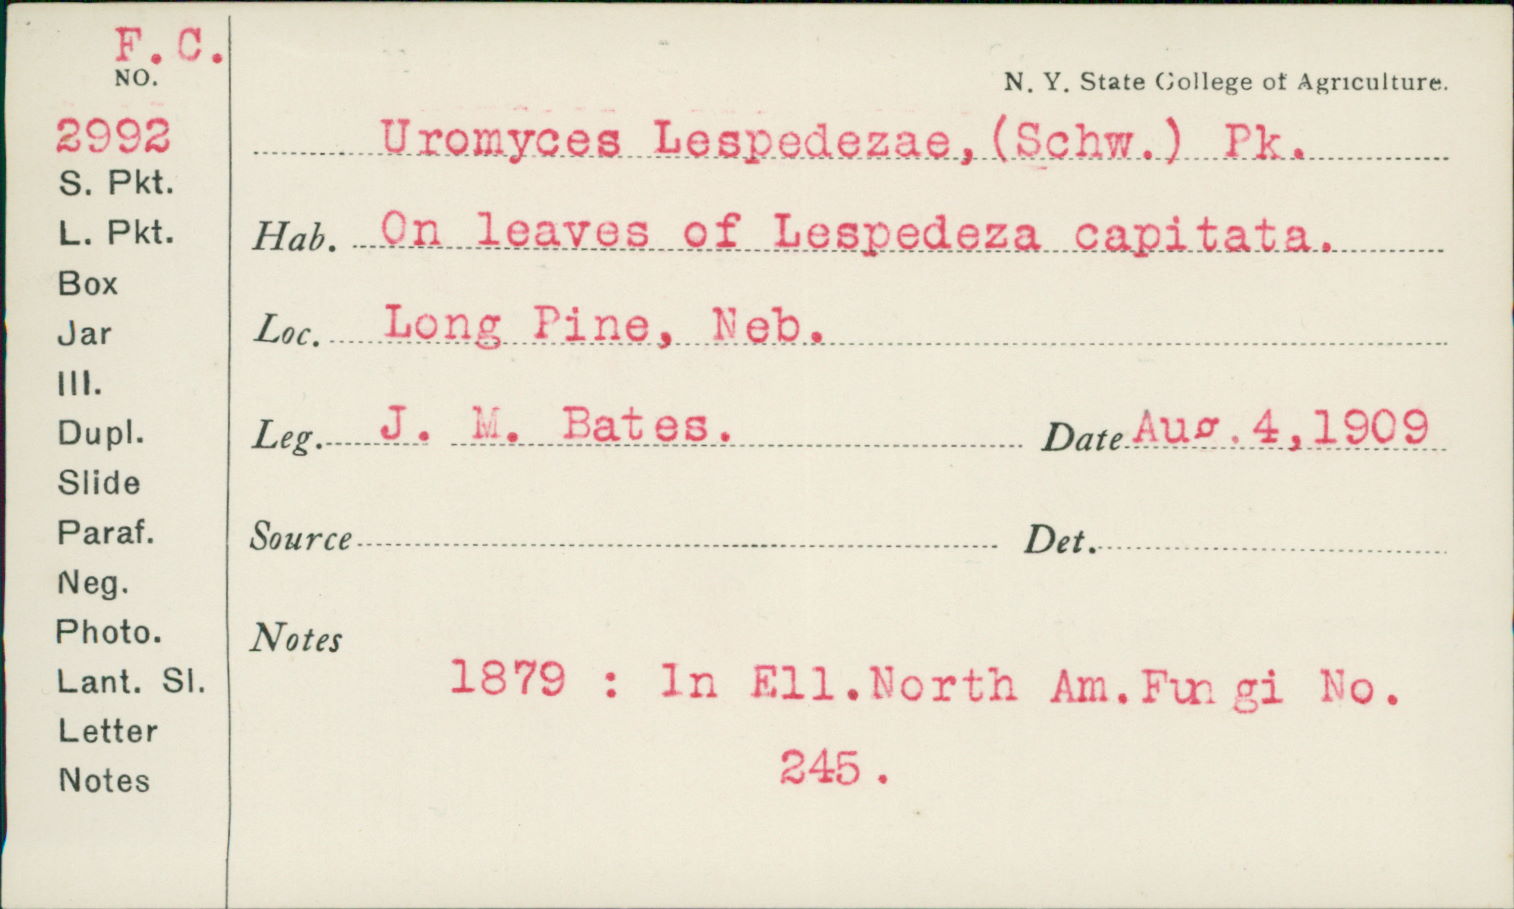 F. C.
NO.
2992
S. Pkt.
L. Pkt.
Box
Jar
Ill.
Dupl.
Slide
Paraf.
Neg.
Photo.
Lant. Sl.
Letter
Notes
N. Y. State College of Agriculture.
Uromyces Lespedezae, (Schw.) Pk.
Hab. On leaves of Lespedeza capitata.
Loc. Long Pine, Neb.
Leg. J. M. Bates. Date Aug. 4, 1909
Source Det.
Notes
1879 : In Ell. North Am. Fungi No.
245.